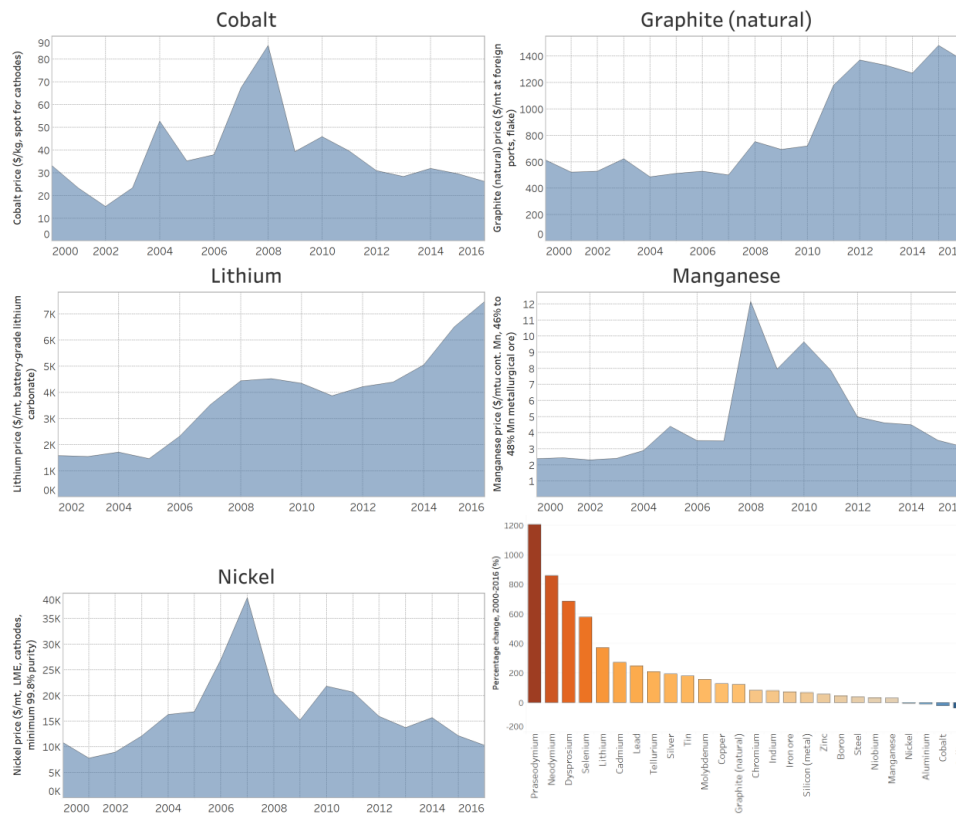 Cobalt
Cobalt price ($/kg, spot for cathodes)
90
80
70
60
50
40
30
20
10
0
2000 2002 2004 2006 2008 2010 2012 2014 2016
Graphite (natural)
Graphite (natural) price ($/mt at foreign
ports, flake)
1400
1200
1000
800
600
400
200
0
2000 2002 2004 2006 2008 2010 2012 2014
Lithium
Lithium price ($/mt, battery-grade lithium
carbonate)
7K
6K
5K
4K
3K
2K
1K
0K
2002 2004 2006 2008 2010 2012 2014 2016
Manganese
Manganese price ($/mtu cont. Mn, 46% to
48% Mn metallurgical ore)
12
11
10
9
8
7
6
5
4
3
2
1
2000 2002 2004 2006 2008 2010 2012 2014
Nickel
Nickel price ($/mt, LME, cathodes,
minimum 99.8% purity)
40K
35K
30K
25K
20K
15K
10K
5K
0K
2000 2002 2004 2006 2008 2010 2012 2014 2016
Percentage change, 2000-2016 (%)
1200
1000
800
600
400
200
0
-200
Praseodymium
Neodymium
Dysprosium
Selenium
Lithium
Cadmium
Lead
Tellurium
Silver
Tin
Molybdenum
Copper
Graphite (natural)
Chromium
Indium
Iron ore
Silicon (metal)
Zinc
Boron
Steel
Niobium
Manganese
Nickel
Aluminium
Cobalt